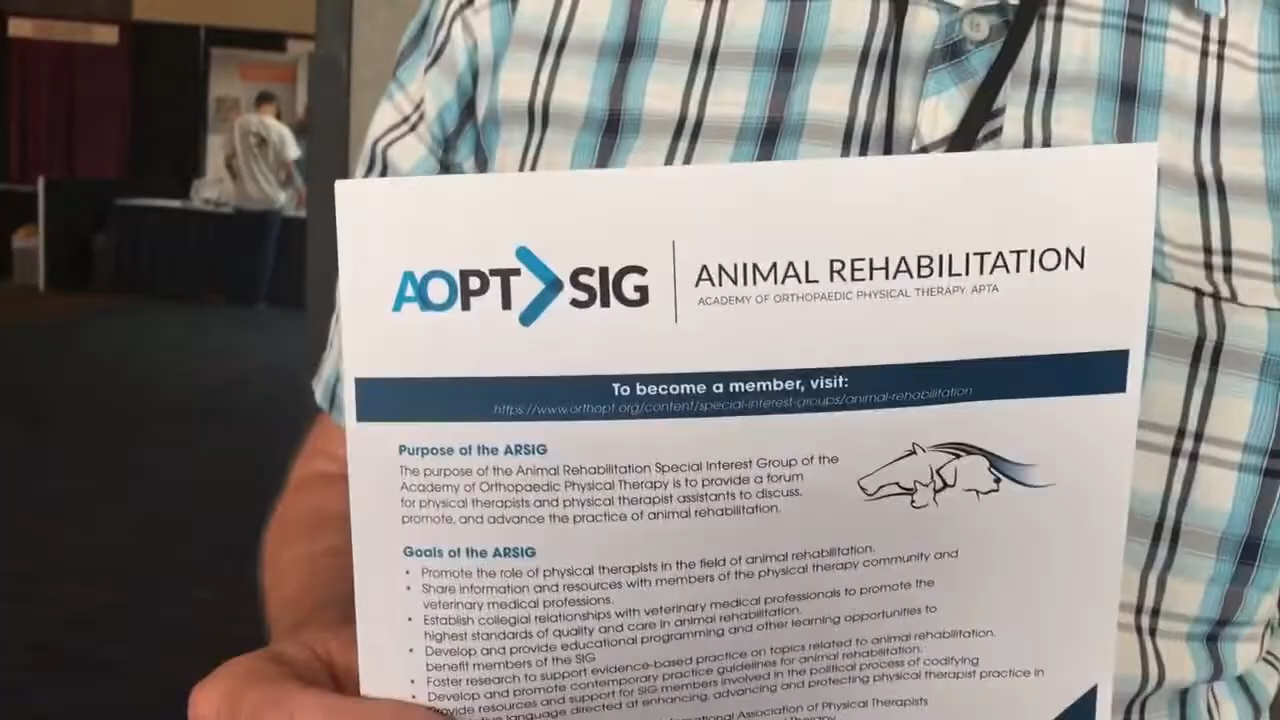 AOPT SIG
ANIMAL REHABILITATION
ACADEMY OF ORTHOPAEDIC PHYSICAL THERAPY, APTA
To become a member, visit:
https://www.orthopt.org/content/special-interest-groups/animal-rehabilitation
Purpose of the ARSIG
The purpose of the Animal Rehabilitation Special Interest Group of the
Academy of Orthopaedic Physical Therapy is to provide a forum
for physical therapists and physical therapist assistants to discuss,
promote, and advance the practice of animal rehabilitation.
Goals of the ARSIG
• Promote the role of physical therapists in the field of animal rehabilitation.
• Share information and resources with members of the physical therapy community and
veterinary medical professions.
• Establish collegial relationships with veterinary medical professionals to promote the
highest standards of quality and care in animal rehabilitation.
• Develop and provide educational programming and other learning opportunities to
benefit members of the SIG
• Foster research to support evidence-based practice on topics related to animal rehabilitation.
• Develop and promote contemporary practice guidelines for animal rehabilitation.
Provide resources and support for SIG members involved in the political process of codifying
language directed at enhancing, advancing and protecting physical therapist practice in
Association of Physical Therapists